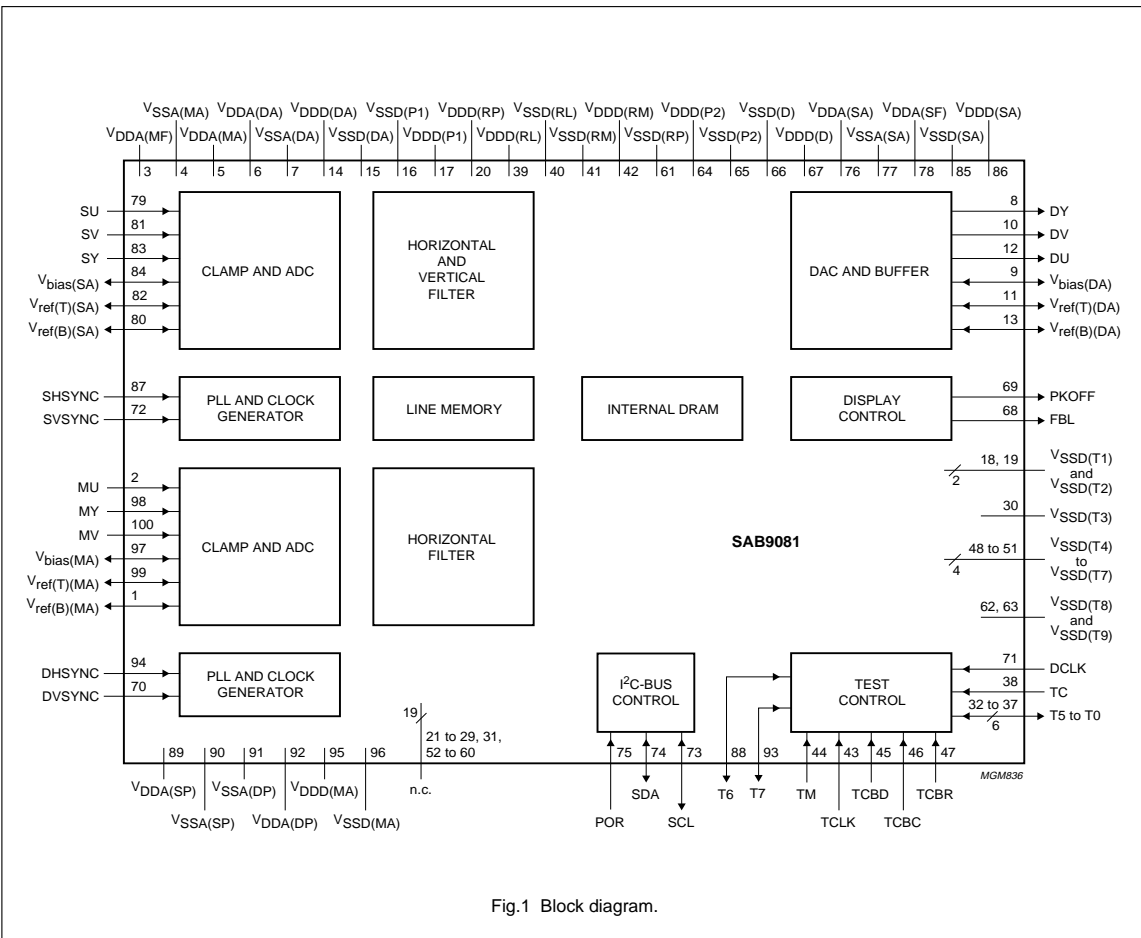 VSSA(MA) VDDA(DA) VDDD(DA) VSSD(P1) VDDD(RP) VSSD(RL) VDDD(RM) VDDD(P2) VSSD(D) VDDA(SA) VDDA(SF) VDDD(SA)
VDDA(MF) VDDA(MA) VSSA(DA) VSSD(DA) VDDD(P1) VDDD(RL) VSSD(RM) VSSD(RP) VSSD(P2) VDDD(D) VSSA(SA) VSSD(SA)
3 4 5 6 7 14 15 16 17 20 39 40 41 42 61 64 65 66 67 76 77 78 85 86
SU 79
SV 81
SY 83
Vbias(SA) 84
Vref(T)(SA) 82
Vref(B)(SA) 80
CLAMP AND ADC
HORIZONTAL
AND
VERTICAL
FILTER
DAC AND BUFFER
8 DY
10 DV
12 DU
9 Vbias(DA)
11 Vref(T)(DA)
13 Vref(B)(DA)
SHSYNC 87
SVSYNC 72
PLL AND CLOCK
GENERATOR
LINE MEMORY
INTERNAL DRAM
DISPLAY
CONTROL
69 PKOFF
68 FBL
MU 2
MY 98
MV 100
Vbias(MA) 97
Vref(T)(MA) 99
Vref(B)(MA) 1
CLAMP AND ADC
HORIZONTAL
FILTER
SAB9081
18, 19 VSSD(T1)
2 and
VSSD(T2)
30 VSSD(T3)
48 to 51 VSSD(T4)
4 to
VSSD(T7)
62, 63 VSSD(T8)
and
VSSD(T9)
DHSYNC 94
DVSYNC 70
PLL AND CLOCK
GENERATOR
I2C-BUS
CONTROL
TEST
CONTROL
71 DCLK
38 TC
32 to 37 T5 to T0
6
19
21 to 29, 31,
52 to 60
n.c.
89 90 91 92 95 96
75 74 73 88 93 44 43 45 46 47
MGM836
VDDA(SP) VSSA(DP) VDDD(MA)
VSSA(SP) VDDA(DP) VSSD(MA)
SDA T6 T7 TM TCBD TCBR
POR SCL TCLK TCBC
Fig.1 Block diagram.